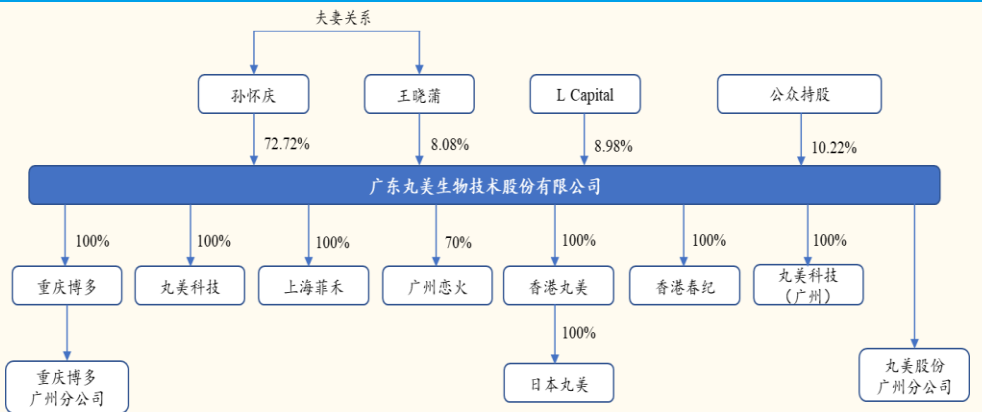 夫妻关系
孙怀庆
王晓蒲
L Capital
公众持股
72.72%
8.08%
8.98%
10.22%
广东丸美生物技术股份有限公司
100%
100%
100%
70%
100%
100%
100%
重庆博多
丸美科技
上海菲禾
广州恋火
香港丸美
香港春纪
丸美科技
（广州）
100%
重庆博多
广州分公司
日本丸美
丸美股份
广州分公司